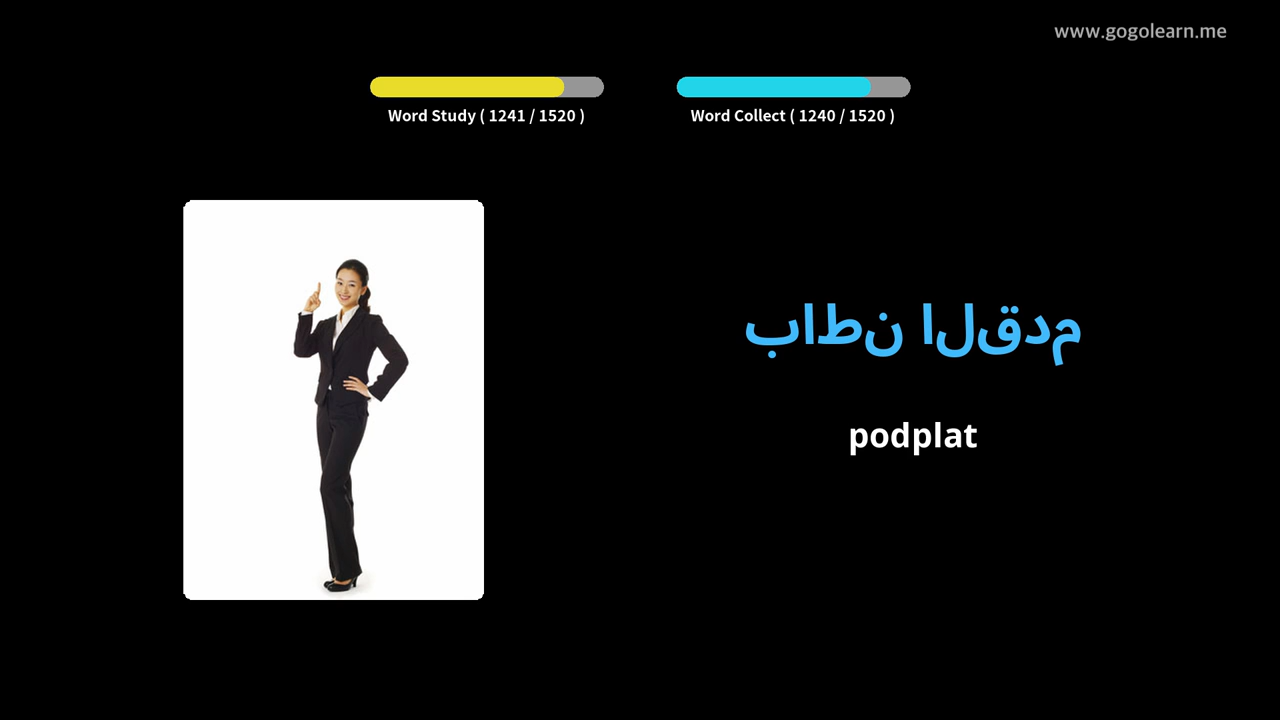 www.gogolearn.me
Word Study ( 1241 / 1520 )
Word Collect ( 1240 / 1520 )
باطن القدم
podplat